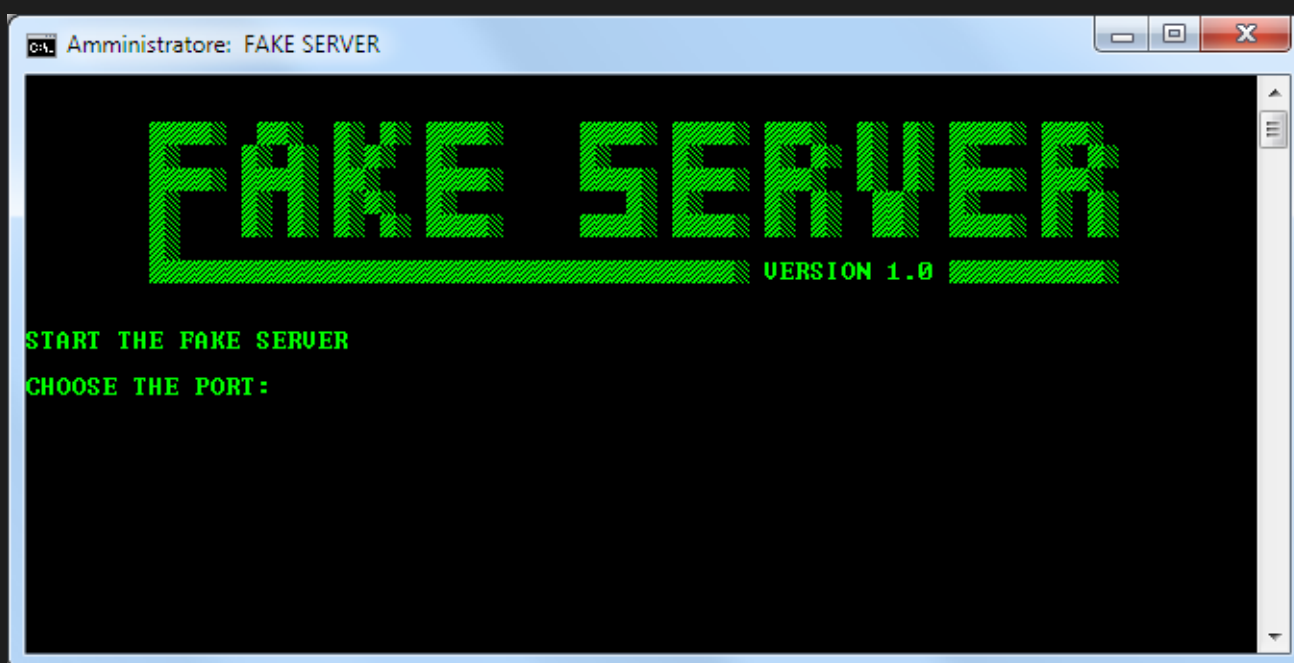 Amministratore: FAKE SERVER
FAKE SERVER
VERSION 1.0
START THE FAKE SERVER
CHOOSE THE PORT: